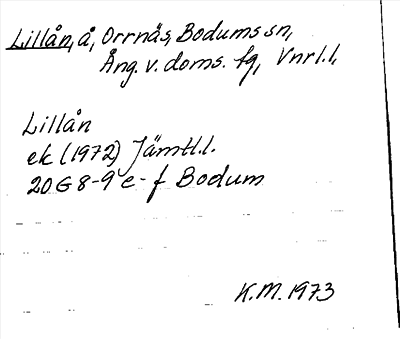 Lillån, å, Orrnäs, Bodums sn,
Ång. v. doms. fg, Vnrl. l,
Lillån
ek (1972) Jämtl. l.
20G 8-9 e-f Bodum
K.M. 1973